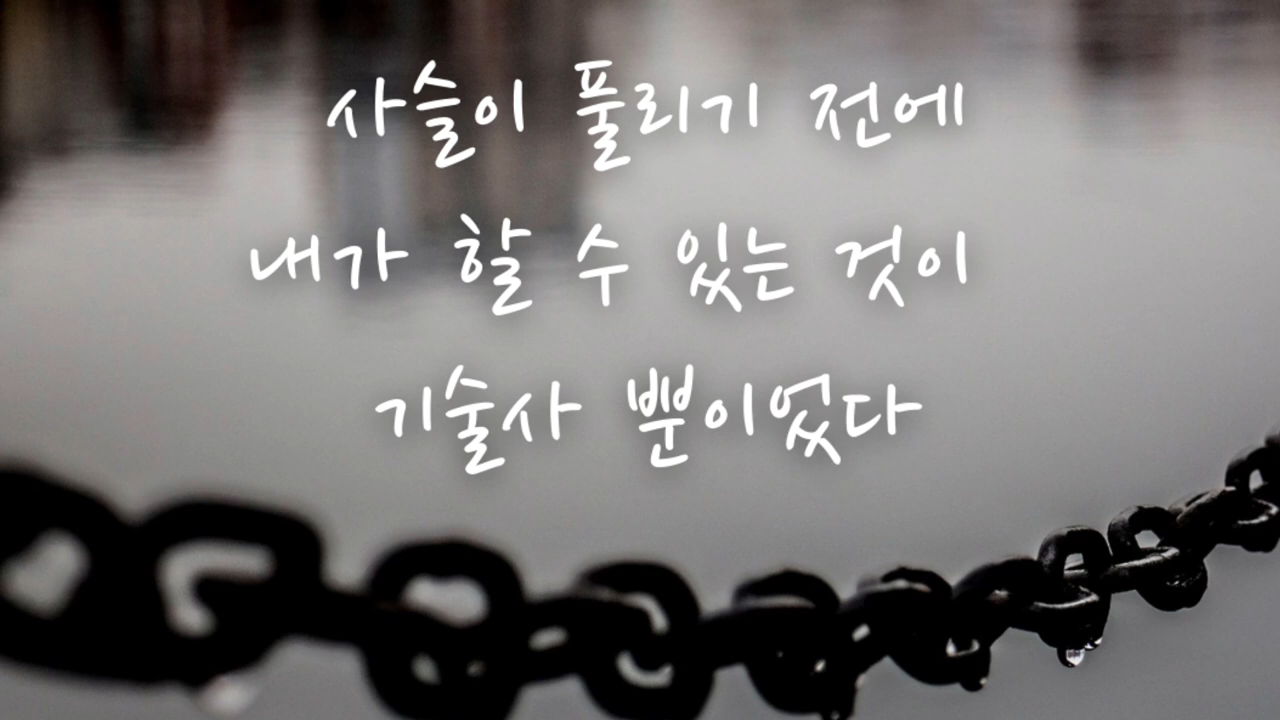 사슬이 풀리기 전에
내가 할 수 있는 것이
기술사 뿐이었다